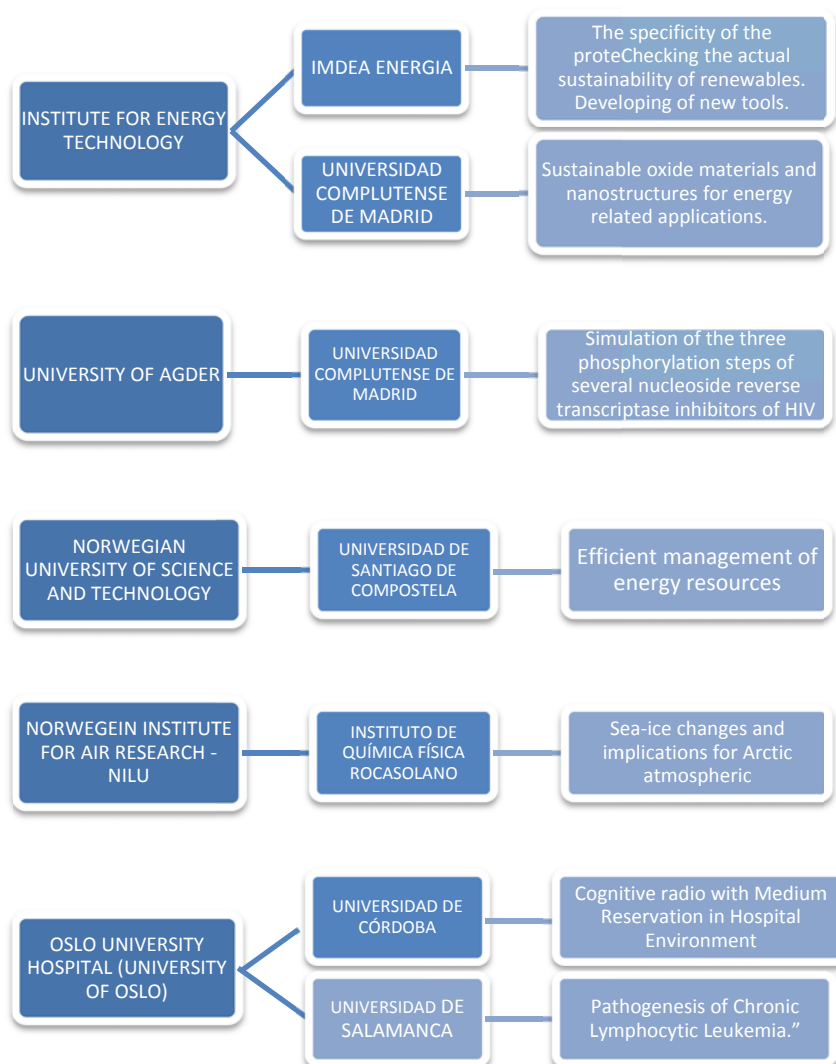 INSTITUTE FOR ENERGY
TECHNOLOGY
IMDEA ENERGIA
The specificity of the
proteChecking the actual
sustainability of renewables.
Developing of new tools.
UNIVERSIDAD
COMPLUTENSE
DE MADRID
Sustainable oxide materials and
nanostructures for energy
related applications.
UNIVERSITY OF AGDER
UNIVERSIDAD
COMPLUTENSE DE
MADRID
Simulation of the three
phosphorylation steps of
several nucleoside reverse
transcriptase inhibitors of HIV
NORWEGIAN
UNIVERSITY OF SCIENCE
AND TECHNOLOGY
UNIVERSIDAD DE
SANTIAGO DE
COMPOSTELA
Efficient management of
energy resources
NORWEGEIN INSTITUTE
FOR AIR RESEARCH -
NILU
INSTITUTO DE
QUÍMICA FÍSICA
ROCASOLANO
Sea-ice changes and
implications for Arctic
atmospheric
OSLO UNIVERSITY
HOSPITAL (UNIVERSITY
OF OSLO)
UNIVERSIDAD DE
CÓRDOBA
Cognitive radio with Medium
Reservation in Hospital
Environment
UNIVERSIDAD DE
SALAMANCA
Pathogenesis of Chronic
Lymphocytic Leukemia.”